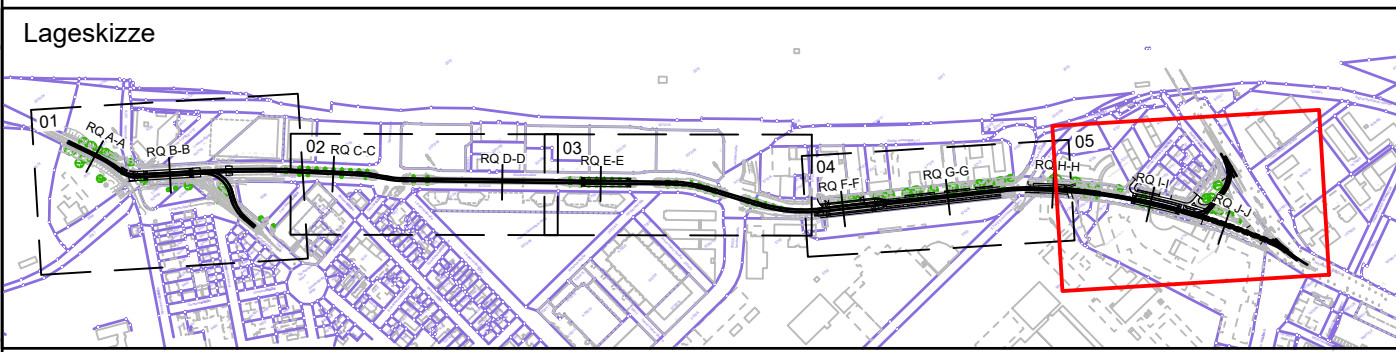 Lageskizze
01
RQ A-A
RQ B-B
02
RQ C-C
RQ D-D
03
RQ E-E
04
RQ F-F
RQ G-G
RQ H-H
05
RQ I-I
RQ J-J